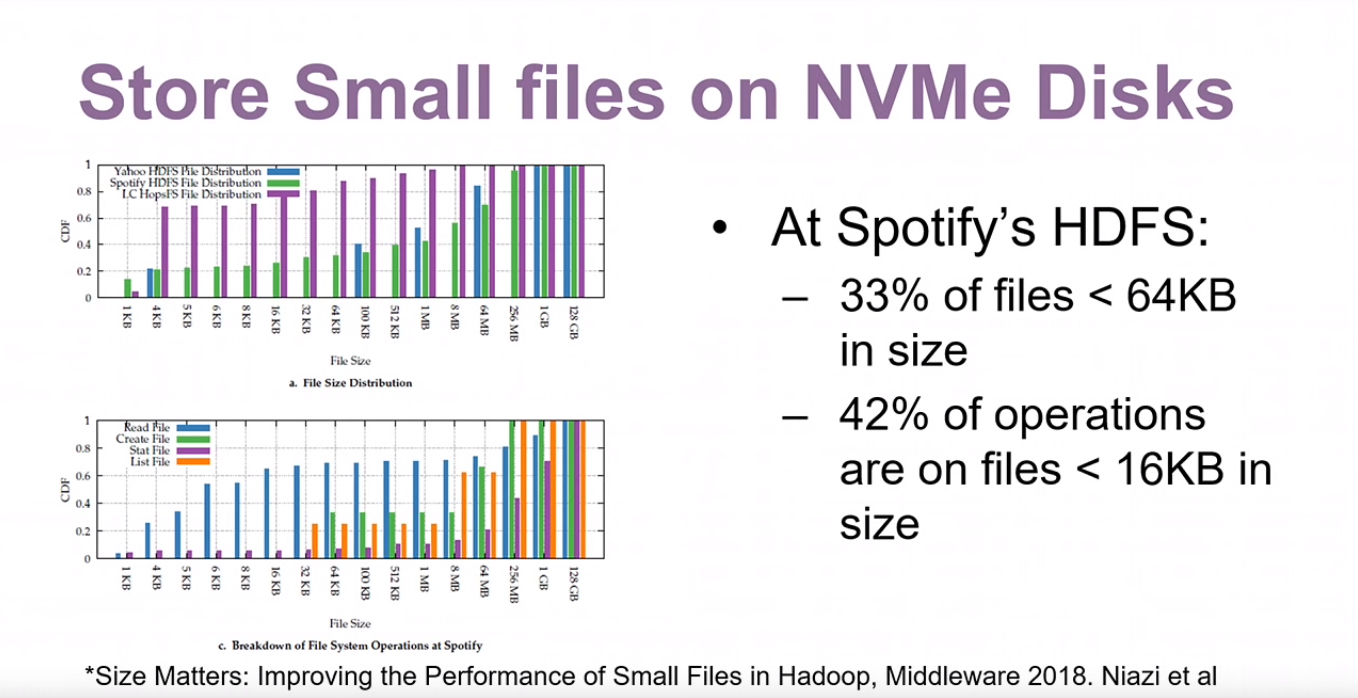 Store Small files on NVMe Disks
1
0.8
0.6
0.4
0.2
0
CDF
Yahoo HDFS File Distribution
Spotify HDFS File Distribution
LC HopsFS File Distribution
1 KB
4 KB
5 KB
6 KB
8 KB
16 KB
32 KB
64 KB
100 KB
512 KB
1 MB
8 MB
64 MB
256 MB
1 GB
128 GB
File Size
a. File Size Distribution
1
0.8
0.6
0.4
0.2
0
CDF
Read File
Create File
Stat File
List File
1 KB
4 KB
5 KB
6 KB
8 KB
16 KB
32 KB
64 KB
100 KB
512 KB
1 MB
8 MB
64 MB
256 MB
1 GB
128 GB
File Size
c. Breakdown of File System Operations at Spotify
• At Spotify’s HDFS:
– 33% of files < 64KB
in size
– 42% of operations
are on files < 16KB in
size
*Size Matters: Improving the Performance of Small Files in Hadoop, Middleware 2018. Niazi et al